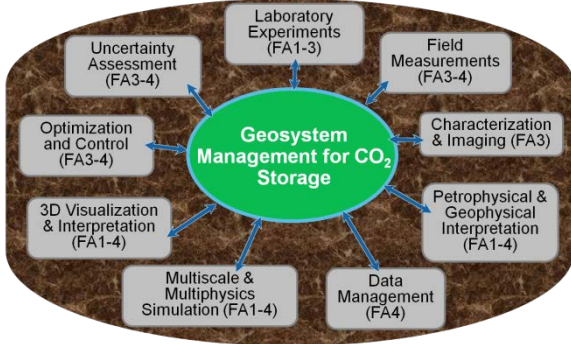 Laboratory
Experiments
(FA1-3)
Uncertainty
Assessment
(FA3-4)
Field
Measurements
(FA3-4)
Optimization
and Control
(FA3-4)
Geosystem
Management for CO₂
Storage
Characterization
& Imaging (FA3)
3D Visualization
& Interpretation
(FA1-4)
Petrophysical &
Geophysical
Interpretation
(FA1-4)
Multiscale &
Multiphysics
Simulation (FA1-4)
Data
Management
(FA4)